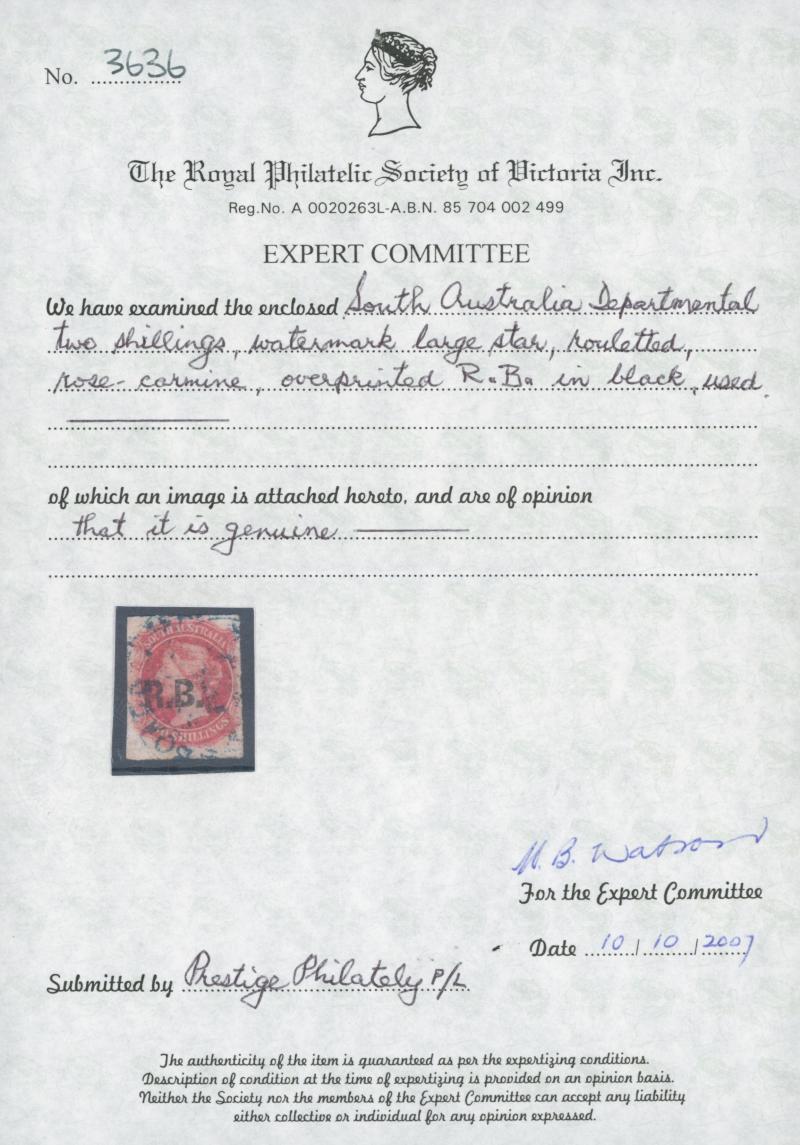 No. 3636
The Royal Philatelic Society of Victoria Inc.
Reg.No. A 0020263L-A.B.N. 85 704 002 499
EXPERT COMMITTEE
We have examined the enclosed South Australia Departmental
two shillings, watermark large star, rouletted,
rose-carmine, overprinted R.B. in black, used.
of which an image is attached hereto, and are of opinion
that it is genuine
SOUTH AUSTRALIA
R.B.
TWO SHILLINGS
M. B. Watson
For the Expert Committee
Date 10/10/2007
Submitted by Prestige Philately P/L
The authenticity of the item is guaranteed as per the expertizing conditions.
Description of condition at the time of expertizing is provided on an opinion basis.
Neither the Society nor the members of the Expert Committee can accept any liability
either collective or individual for any opinion expressed.